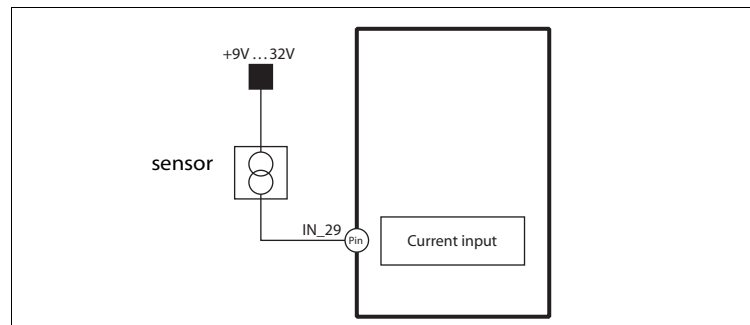 +9V ... 32V
sensor
IN_29
Pin
Current input